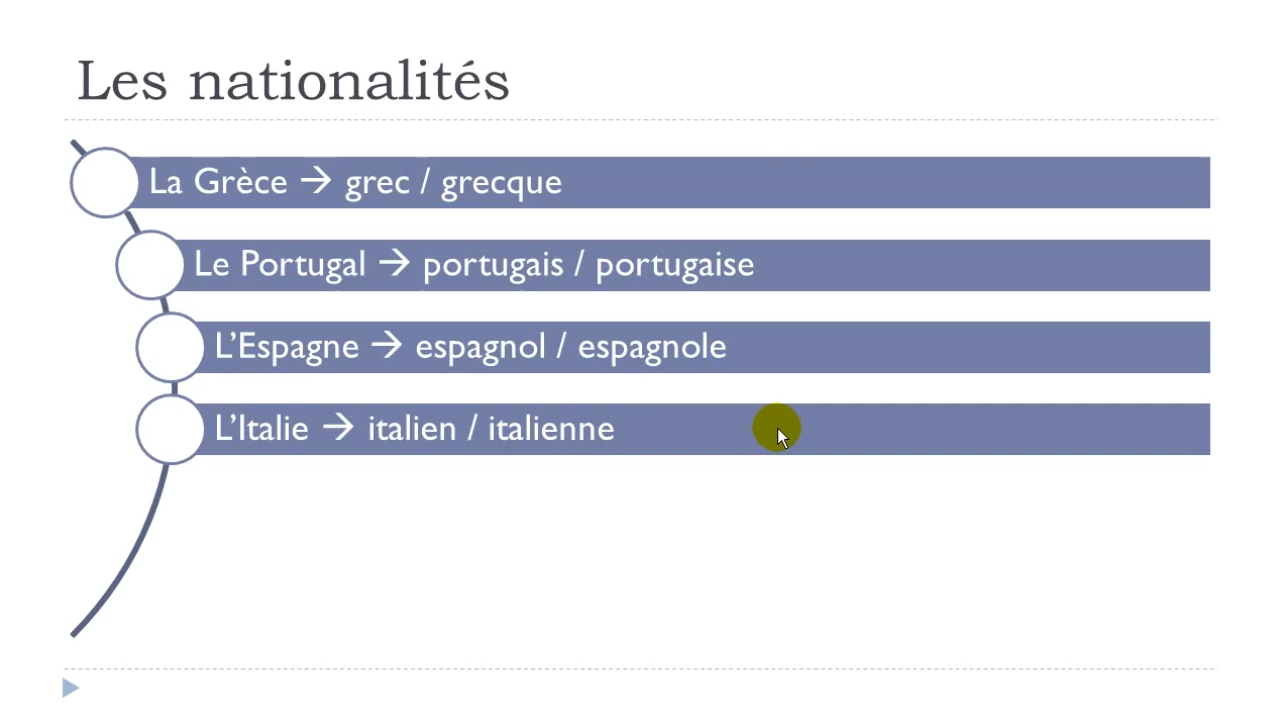 Les nationalités
La Grèce → grec / grecque
Le Portugal → portugais / portugaise
L’Espagne → espagnol / espagnole
L’Italie → italien / italienne